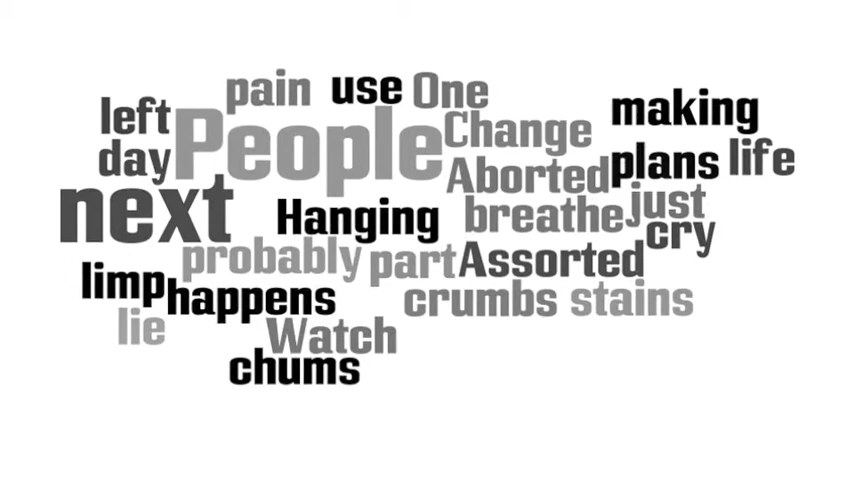 pain use One
left People Change making
day Aborted plans life
next Hanging breathe just
cry
probably part Assorted
limp happens crumbs stains
lie Watch
chums